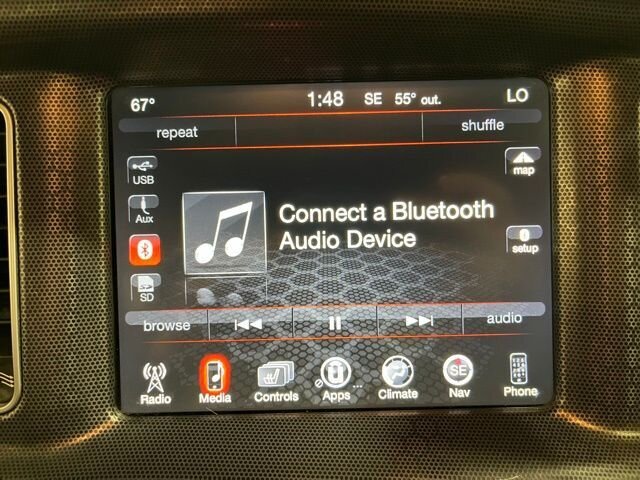 67° 1:48 SE 55° out. LO
repeat shuffle
USB
map
Aux
Connect a Bluetooth
Audio Device
setup
SD
browse audio
Radio Media Controls Apps ... Climate SE Nav Phone